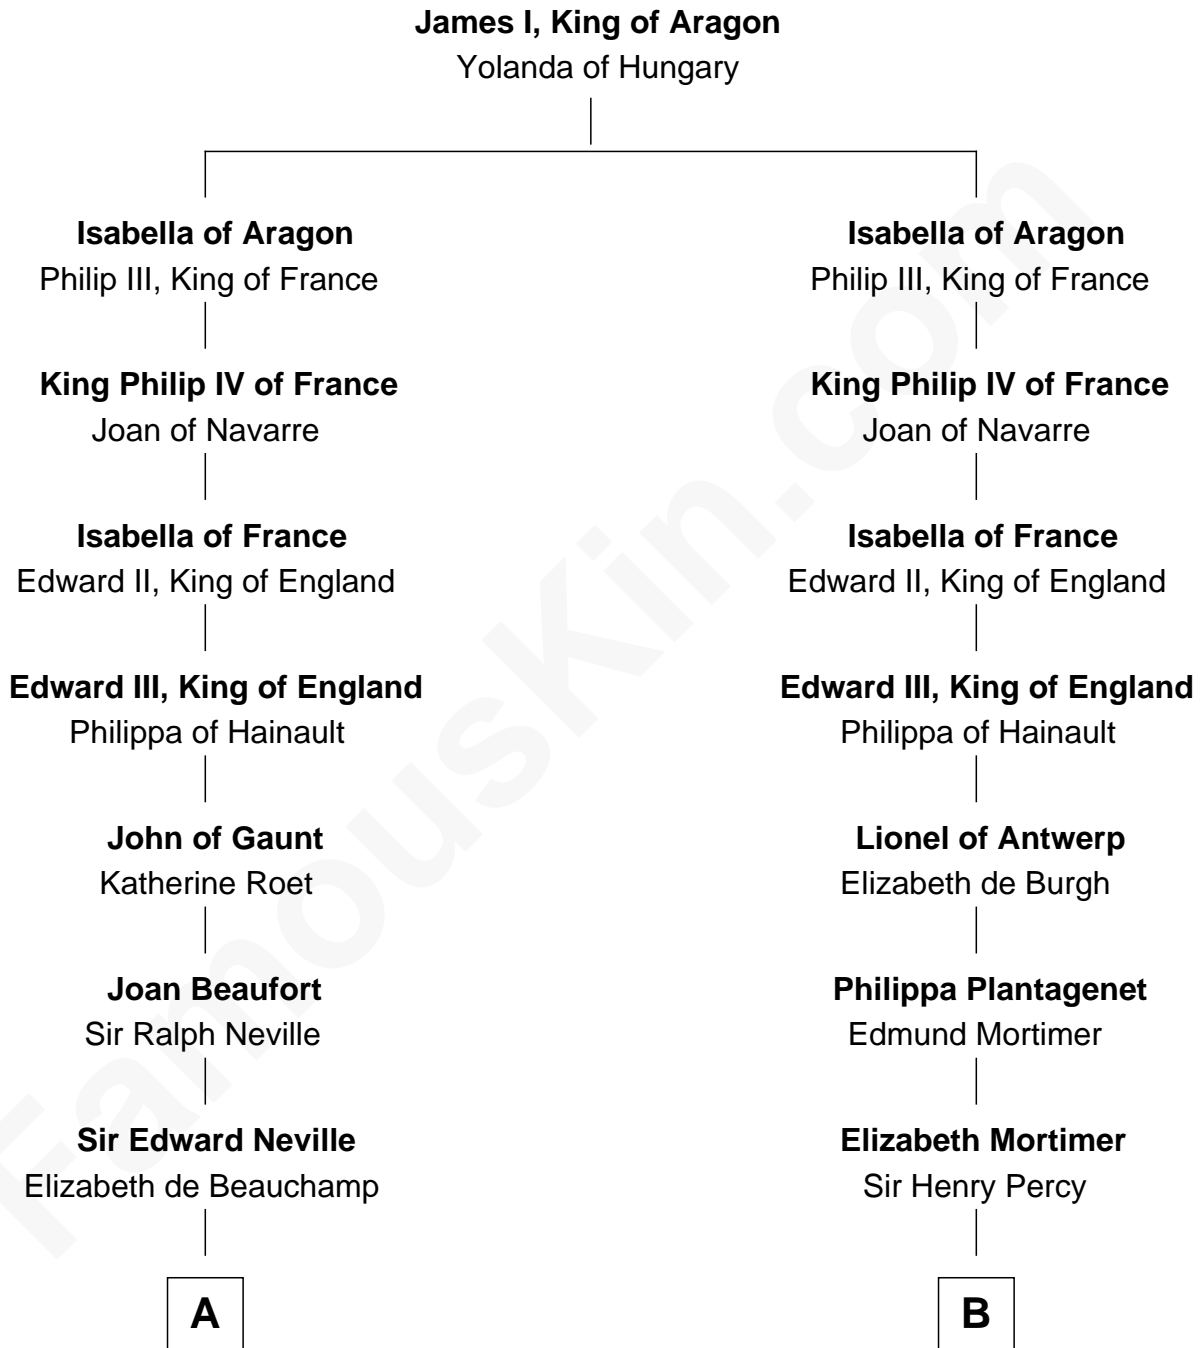 James I, King of Aragon
Yolanda of Hungary
Isabella of Aragon
Philip III, King of France
King Philip IV of France
Joan of Navarre
Isabella of France
Edward II, King of England
Edward III, King of England
Philippa of Hainault
John of Gaunt
Katherine Roet
Joan Beaufort
Sir Ralph Neville
Sir Edward Neville
Elizabeth de Beauchamp
A
Isabella of Aragon
Philip III, King of France
King Philip IV of France
Joan of Navarre
Isabella of France
Edward II, King of England
Edward III, King of England
Philippa of Hainault
Lionel of Antwerp
Elizabeth de Burgh
Philippa Plantagenet
Edmund Mortimer
Elizabeth Mortimer
Sir Henry Percy
B
FamousKin.com